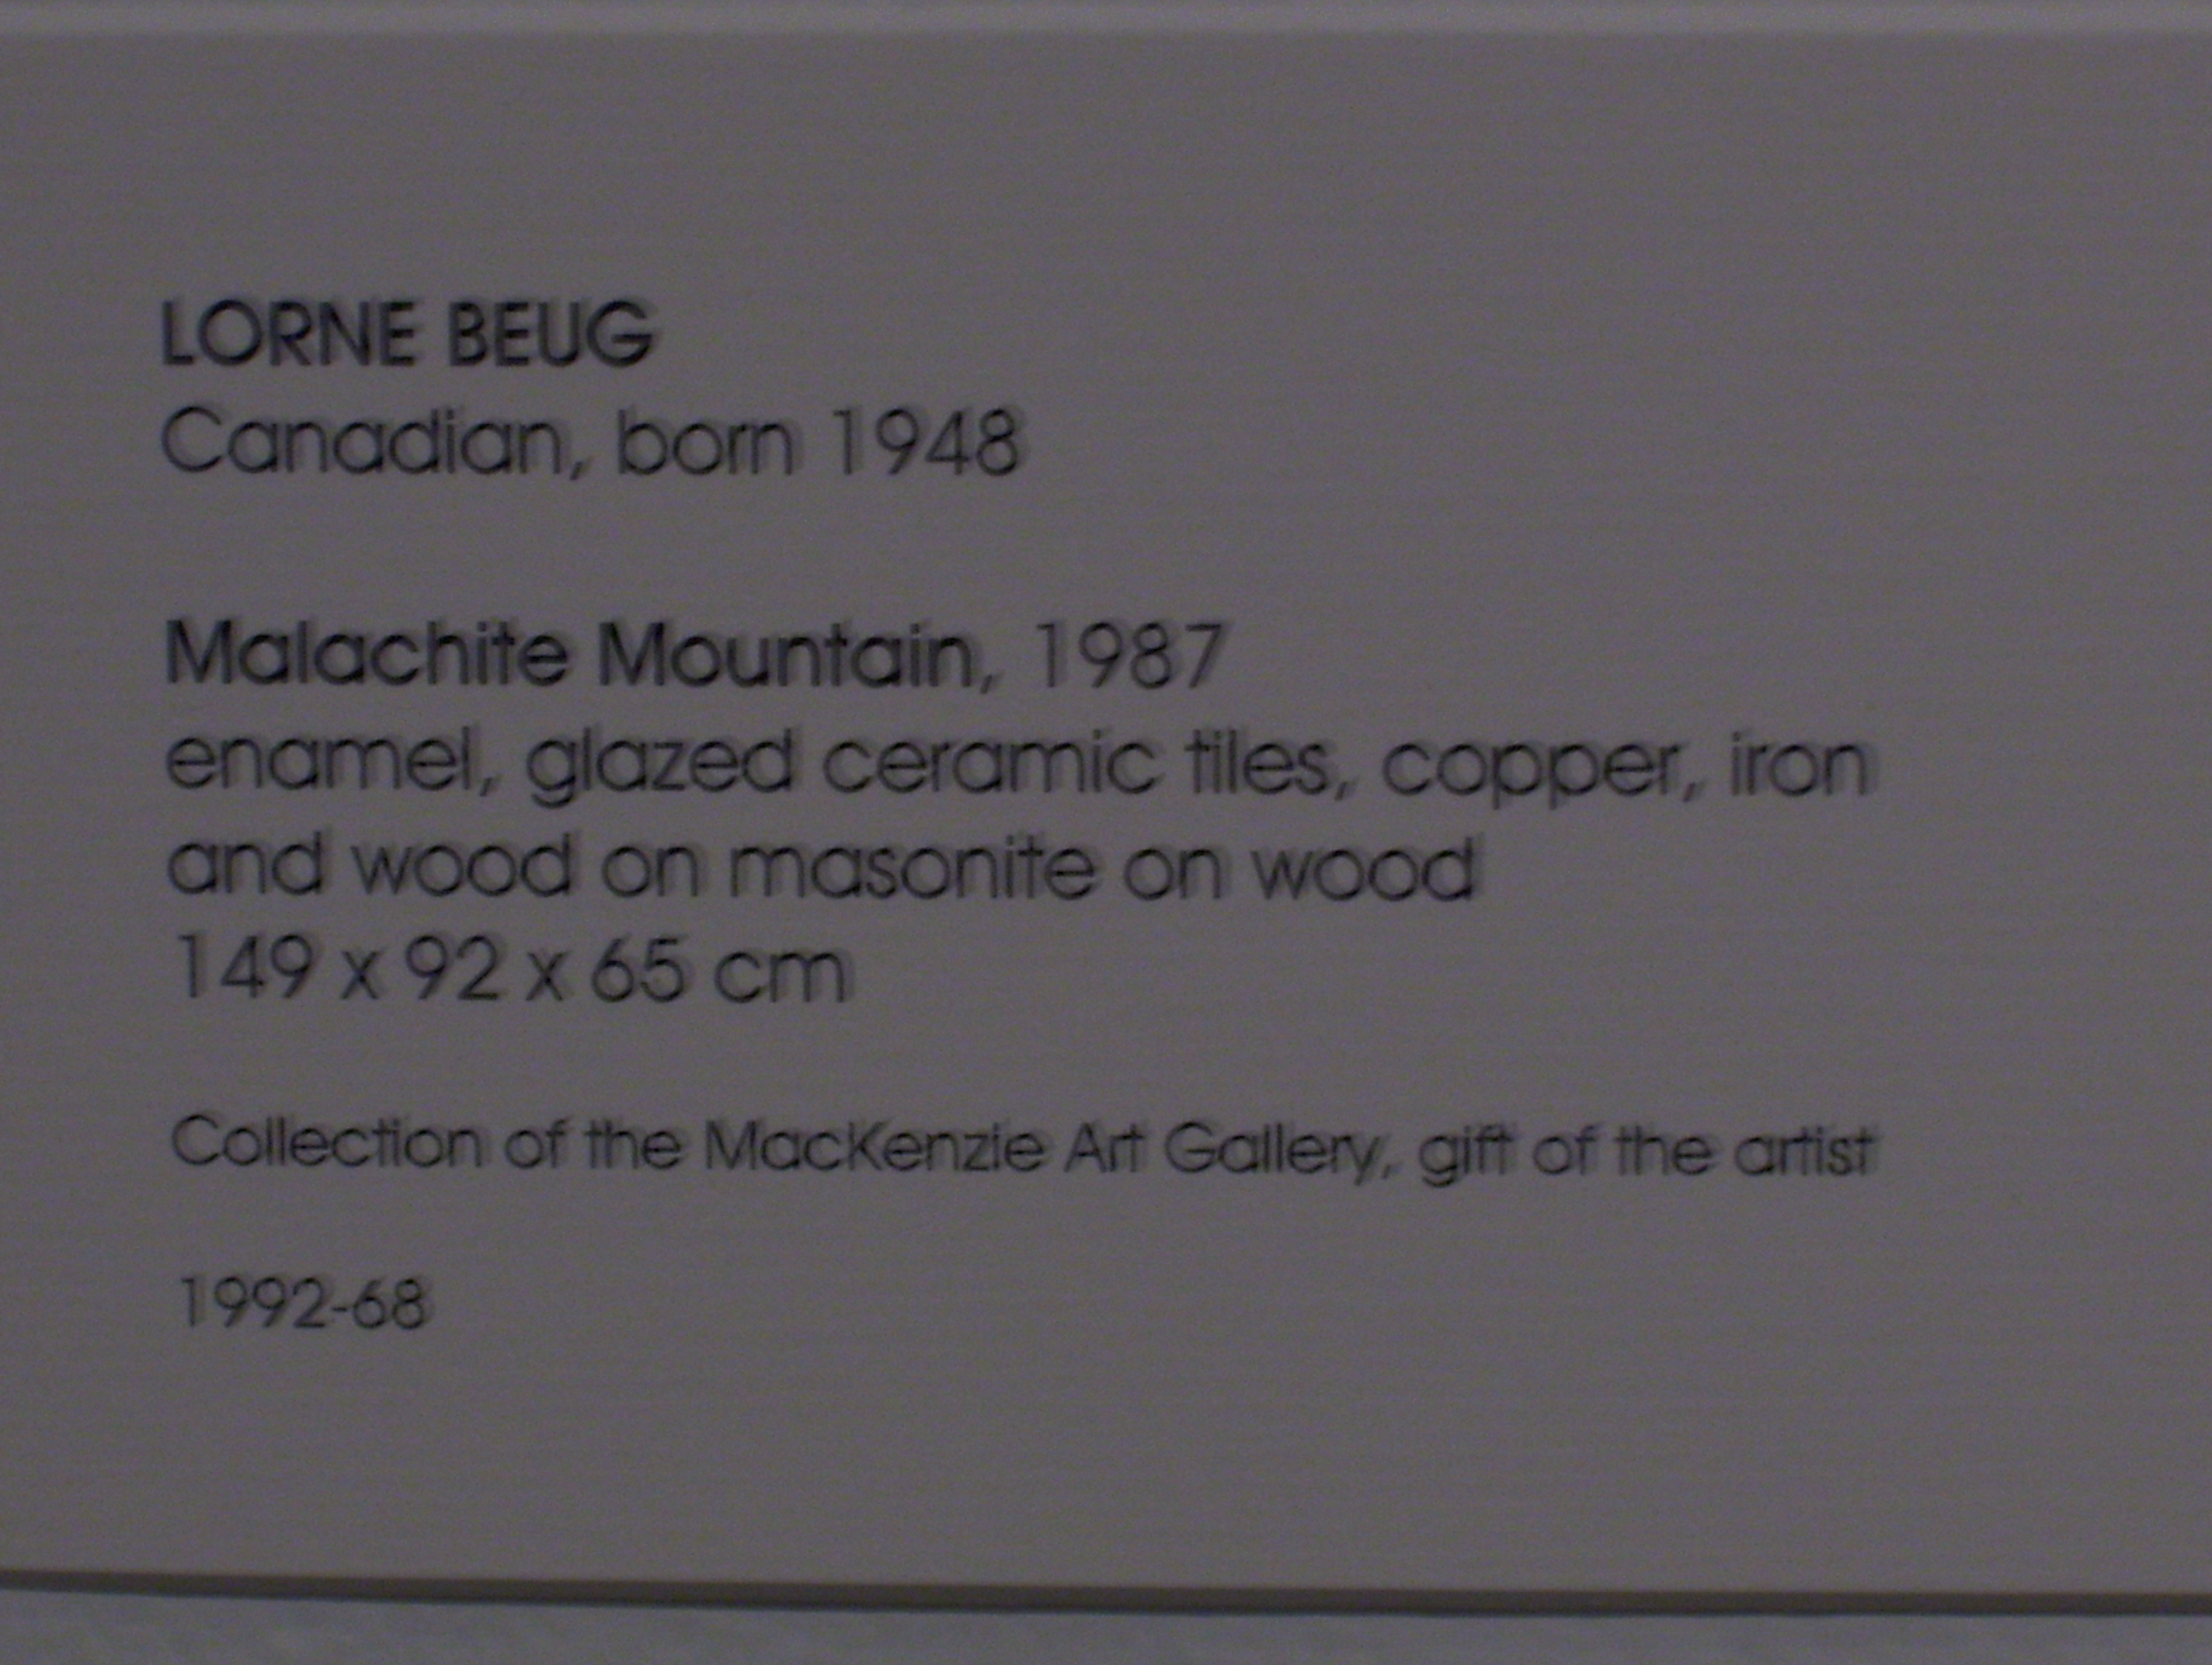 LORNE BEUG
Canadian, born 1948
Malachite Mountain, 1987
enamel, glazed ceramic tiles, copper, iron
and wood on masonite on wood
149 x 92 x 65 cm
Collection of the MacKenzie Art Gallery, gift of the artist
1992-68